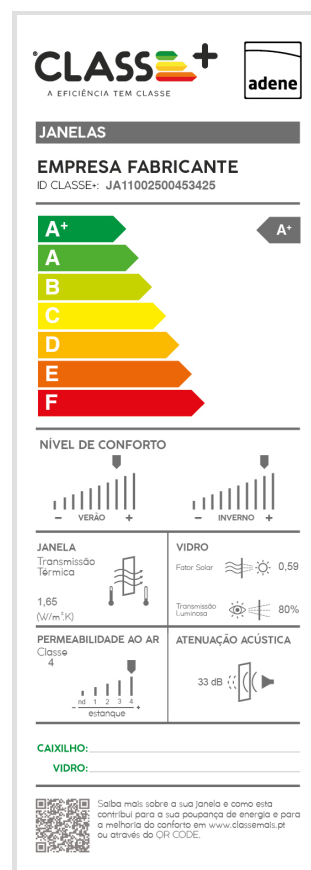 CLASSE+
A EFICIÊNCIA TEM CLASSE
adene
JANELAS
EMPRESA FABRICANTE
ID CLASSE+: JA11002500453425
A+
A+
A
B
C
D
E
F
NÍVEL DE CONFORTO
– VERÃO +
– INVERNO +
JANELA
Transmissão
Térmica
1,65
(W/m².K)
VIDRO
Fator Solar 0,59
Transmissão
Luminosa 80%
PERMEABILIDADE AO AR
Classe
4
nd 1 2 3 4
- estanque +
ATENUAÇÃO ACÚSTICA
33 dB
CAIXILHO:
VIDRO:
Saiba mais sobre a sua janela e como esta
contribui para a sua poupança de energia e para
a melhoria do conforto em www.classemais.pt
ou através do QR CODE.